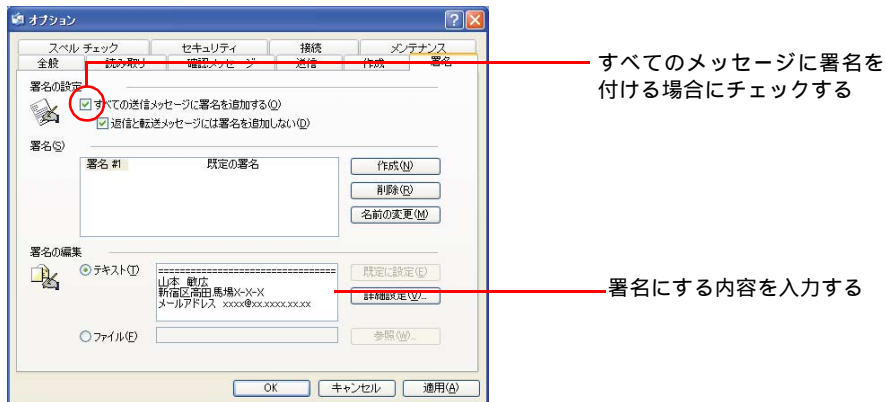 オプション
スペル チェック セキュリティ 接続 メンテナンス
全般 読み取り 確認メッセージ 送信 作成 署名
すべてのメッセージに署名を
付ける場合にチェックする
署名の設定
すべての送信メッセージに署名を追加する(O)
返信と転送メッセージには署名を追加しない(D)
署名(S)
署名 #1 既定の署名
作成(N)
削除(R)
名前の変更(M)
署名の編集
テキスト(T)
==================================
山本 敏広
新宿区高田馬場X-X-X
メールアドレス xxxx@xx.xxxx.xxx.xx
既定に設定(E)
詳細設定(V)...
署名にする内容を入力する
ファイル(F)
参照(W)...
OK キャンセル 適用(A)